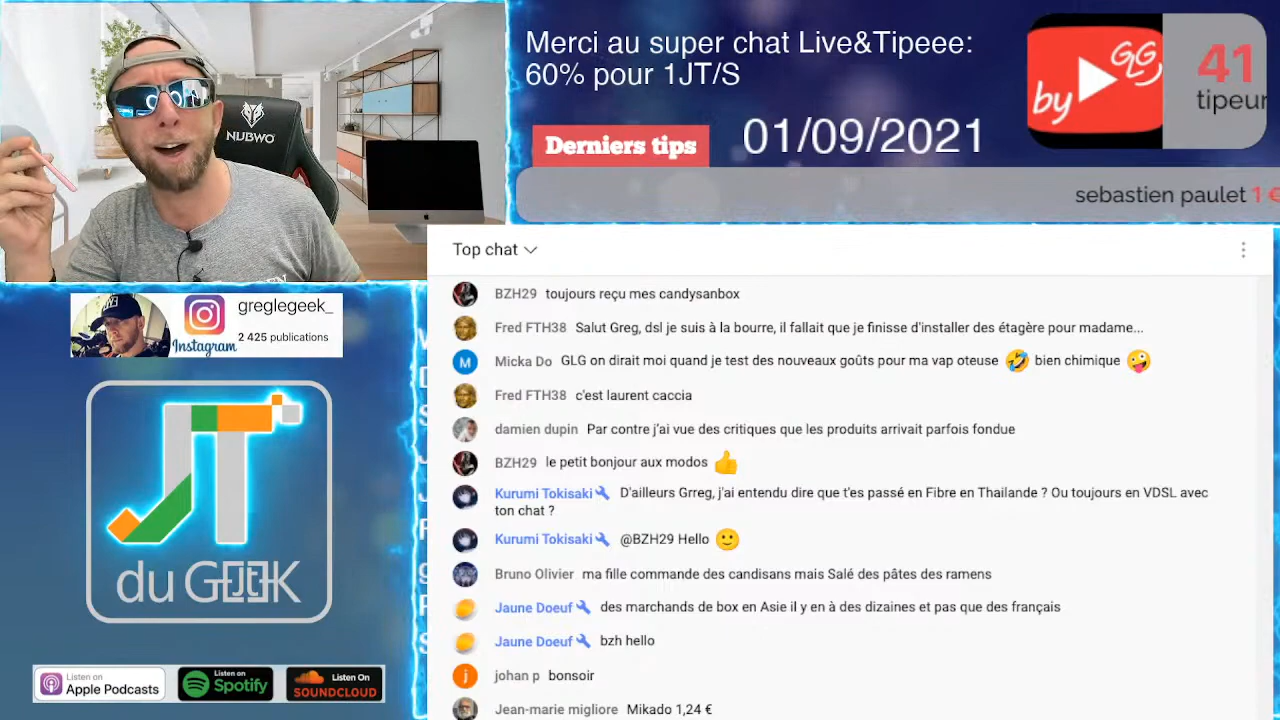 Merci au super chat Live&Tipeee:
60% pour 1JT/S
by GLG
41
tipeur
Derniers tips
01/09/2021
sebastien paulet 1 €
NUBWO
greglegeek_
2 425 publications
Instagram
JT
du GEEK
Listen on
Apple Podcasts
Listen on
Spotify
Listen On
SOUNDCLOUD
Top chat
BZH29 toujours reçu mes candysanbox
Fred FTH38 Salut Greg, dsl je suis à la bourre, il fallait que je finisse d'installer des étagère pour madame...
Micka Do GLG on dirait moi quand je test des nouveaux goûts pour ma vap oteuse 🤣 bien chimique 🤪
Fred FTH38 c'est laurent caccia
damien dupin Par contre j'ai vue des critiques que les produits arrivait parfois fondue
BZH29 le petit bonjour aux modos 👍
Kurumi Tokisaki D'ailleurs Grreg, j'ai entendu dire que t'es passé en Fibre en Thailande ? Ou toujours en VDSL avec
ton chat ?
Kurumi Tokisaki @BZH29 Hello 🙂
Bruno Olivier ma fille commande des candisans mais Salé des pâtes des ramens
Jaune Doeuf des marchands de box en Asie il y en à des dizaines et pas que des français
Jaune Doeuf bzh hello
johan p bonsoir
Jean-marie migliore Mikado 1,24 €